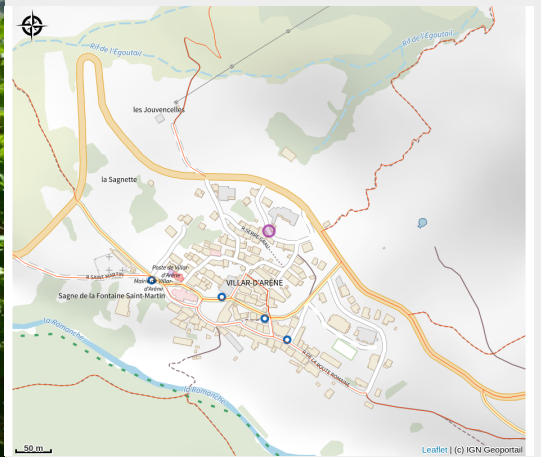 Rif de l'Égoutail
Rif de l'Égoutail
les Jouvencelles
la Sagnette
Poste de Villar-
d'Arène
R SAINT MARTIN
Mairie de Villar-
d'Arène
VILLAR-D'ARÈNE
Sagne de la Fontaine Saint-Martin
la Romanche
R DE LA ROUTE ROMAINE
la Romanche
50 m
Leaflet | (c) IGN Geoportail